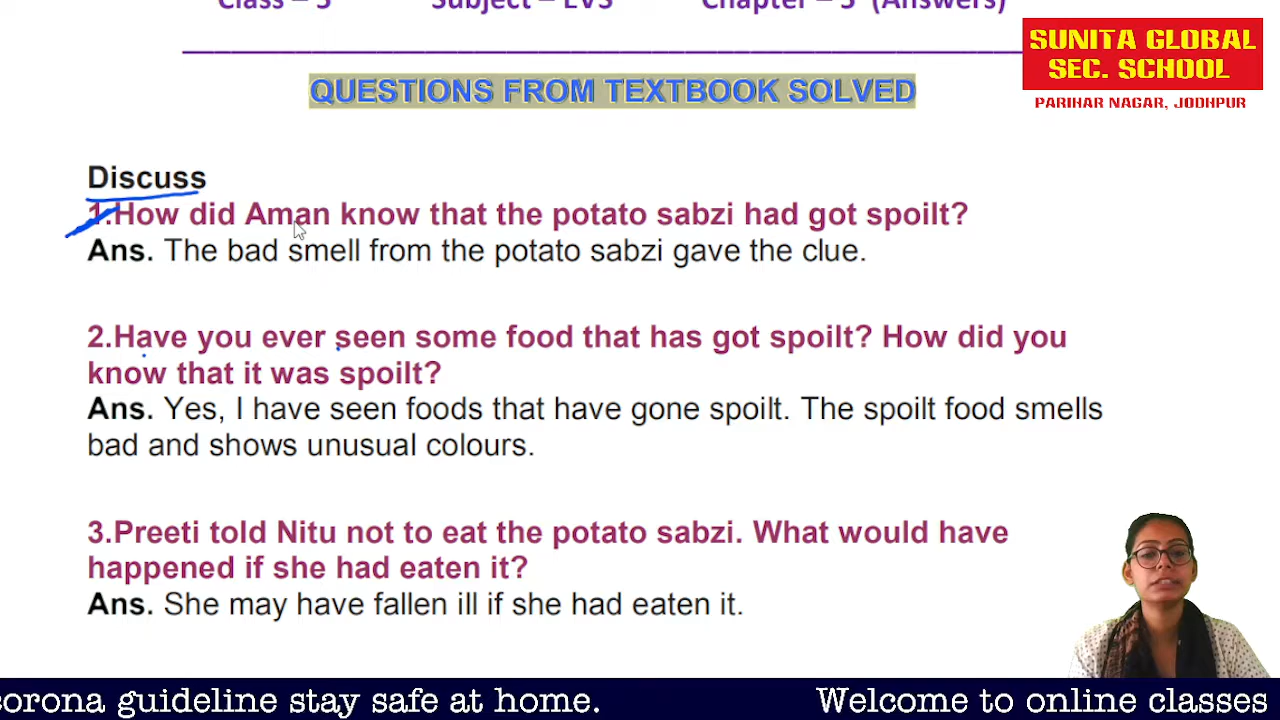 Class – 5 Subject – EVS Chapter – 5 (Answers)
SUNITA GLOBAL
SEC. SCHOOL
PARIHAR NAGAR, JODHPUR
QUESTIONS FROM TEXTBOOK SOLVED
Discuss
1.How did Aman know that the potato sabzi had got spoilt?
Ans. The bad smell from the potato sabzi gave the clue.
2.Have you ever seen some food that has got spoilt? How did you
know that it was spoilt?
Ans. Yes, I have seen foods that have gone spoilt. The spoilt food smells
bad and shows unusual colours.
3.Preeti told Nitu not to eat the potato sabzi. What would have
happened if she had eaten it?
Ans. She may have fallen ill if she had eaten it.
corona guideline stay safe at home. Welcome to online classes